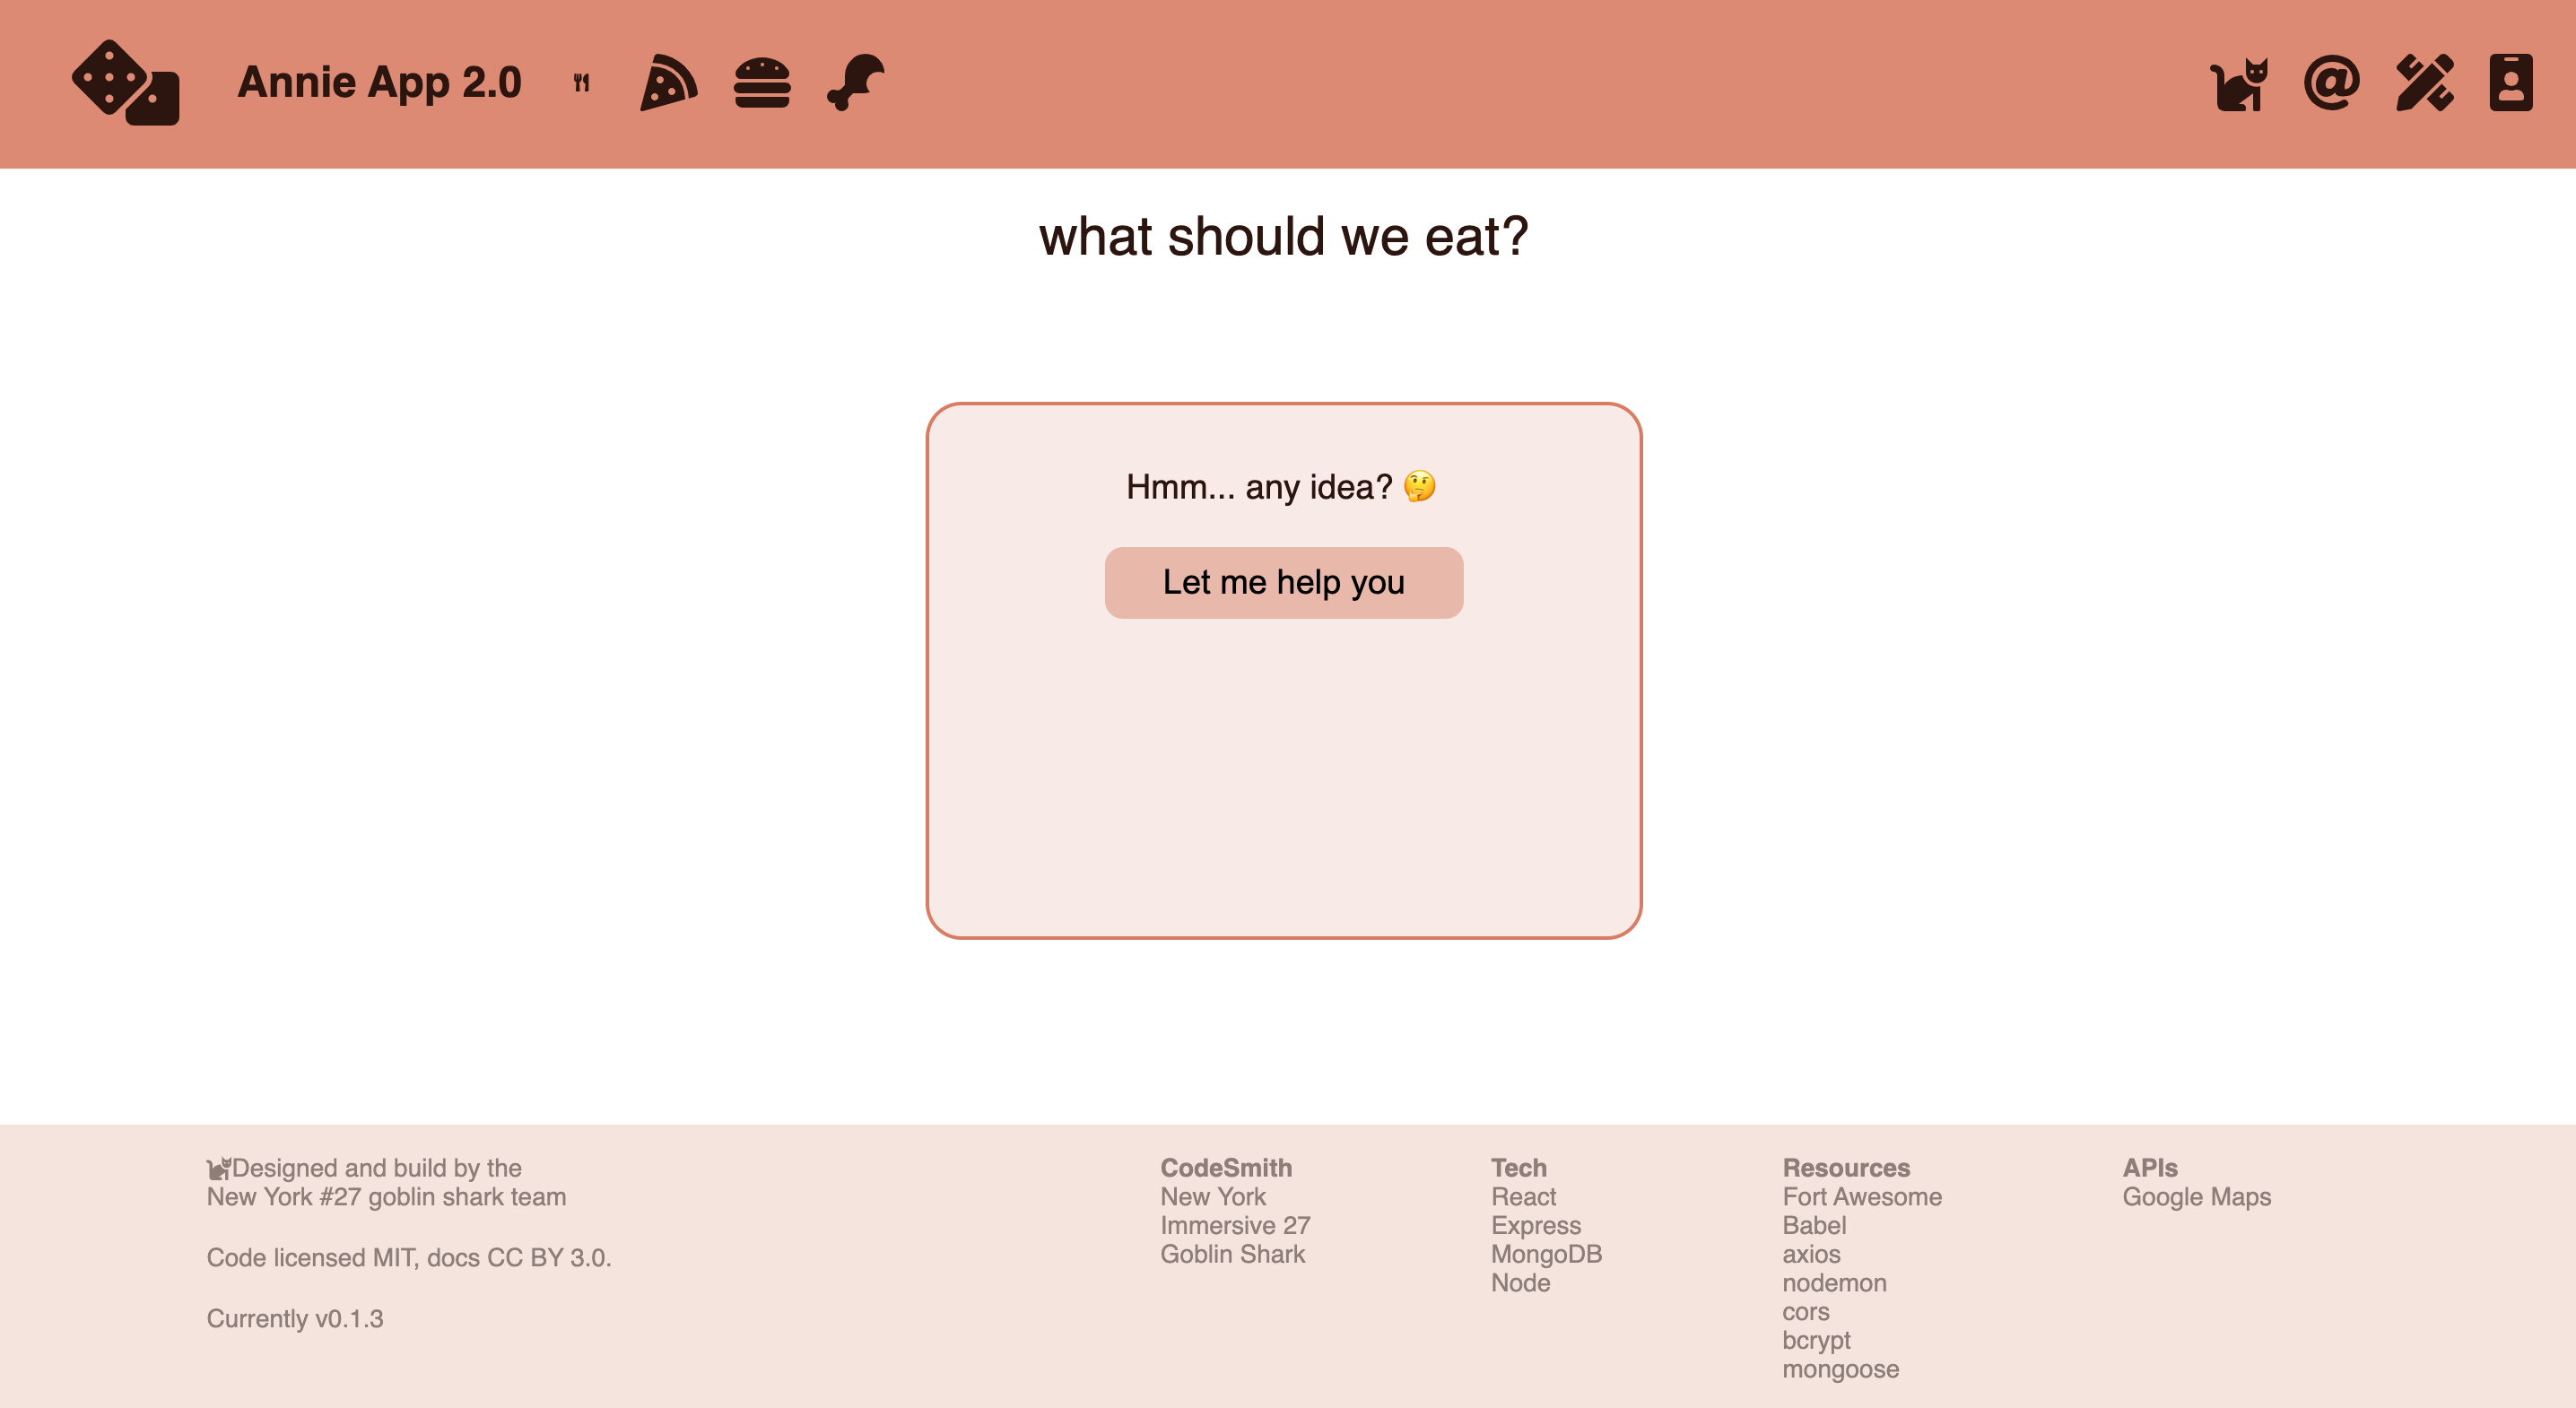 Annie App 2.0
what should we eat?
Hmm... any idea? 🤔
Let me help you
Designed and build by the
New York #27 goblin shark team
Code licensed MIT, docs CC BY 3.0.
Currently v0.1.3
CodeSmith
New York
Immersive 27
Goblin Shark
Tech
React
Express
MongoDB
Node
Resources
Fort Awesome
Babel
axios
nodemon
cors
bcrypt
mongoose
APIs
Google Maps